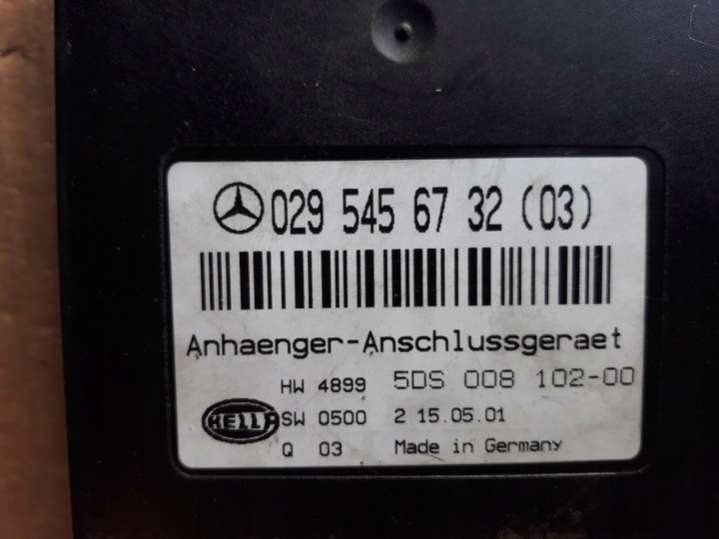 029 545 67 32 (03)
Anhaenger-Anschlussgeraet
HW 4899 5DS 008 102-00
HELLA SW 0500 2 15.05.01
Q 03 Made in Germany